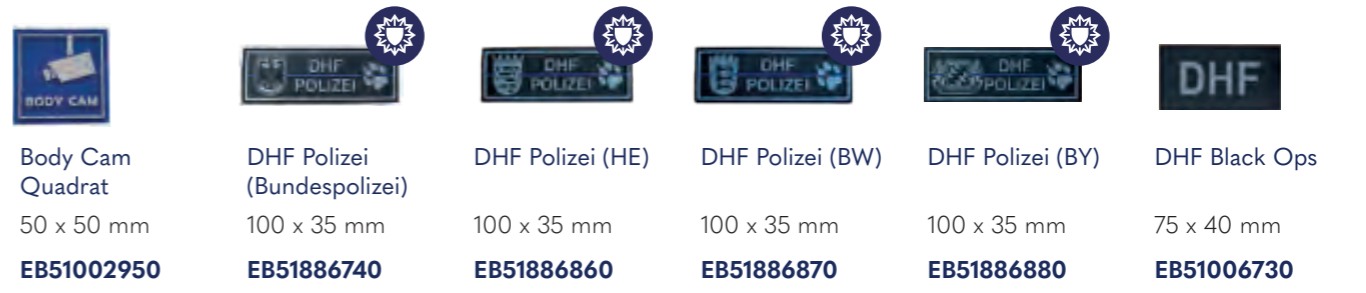 BODY CAM
DHF
POLIZEI
DHF
POLIZEI
DHF
POLIZEI
DHF
POLIZEI
DHF
Body Cam
Quadrat
50 x 50 mm
EB51002950
DHF Polizei
(Bundespolizei)
100 x 35 mm
EB51886740
DHF Polizei (HE)
100 x 35 mm
EB51886860
DHF Polizei (BW)
100 x 35 mm
EB51886870
DHF Polizei (BY)
100 x 35 mm
EB51886880
DHF Black Ops
75 x 40 mm
EB51006730